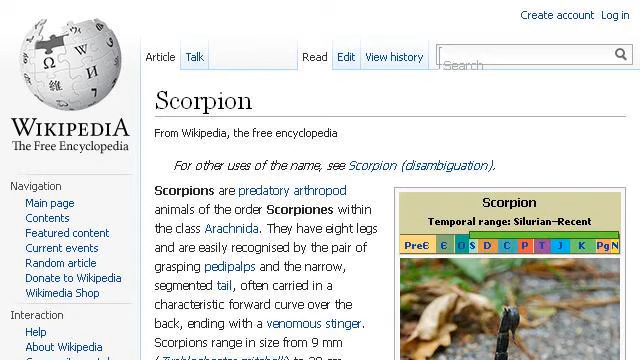 Create account Log in
Article Talk Read Edit View history Search
Scorpion
WIKIPEDIA
The Free Encyclopedia
From Wikipedia, the free encyclopedia
For other uses of the name, see Scorpion (disambiguation).
Navigation
Main page
Contents
Featured content
Current events
Random article
Donate to Wikipedia
Wikimedia Shop
Interaction
Help
About Wikipedia
Scorpions are predatory arthropod
animals of the order Scorpiones within
the class Arachnida. They have eight legs
and are easily recognised by the pair of
grasping pedipalps and the narrow,
segmented tail, often carried in a
characteristic forward curve over the
back, ending with a venomous stinger.
Scorpions range in size from 9 mm
Scorpion
Temporal range: Silurian–Recent
PreЄ Є O S D C P T J K Pg N